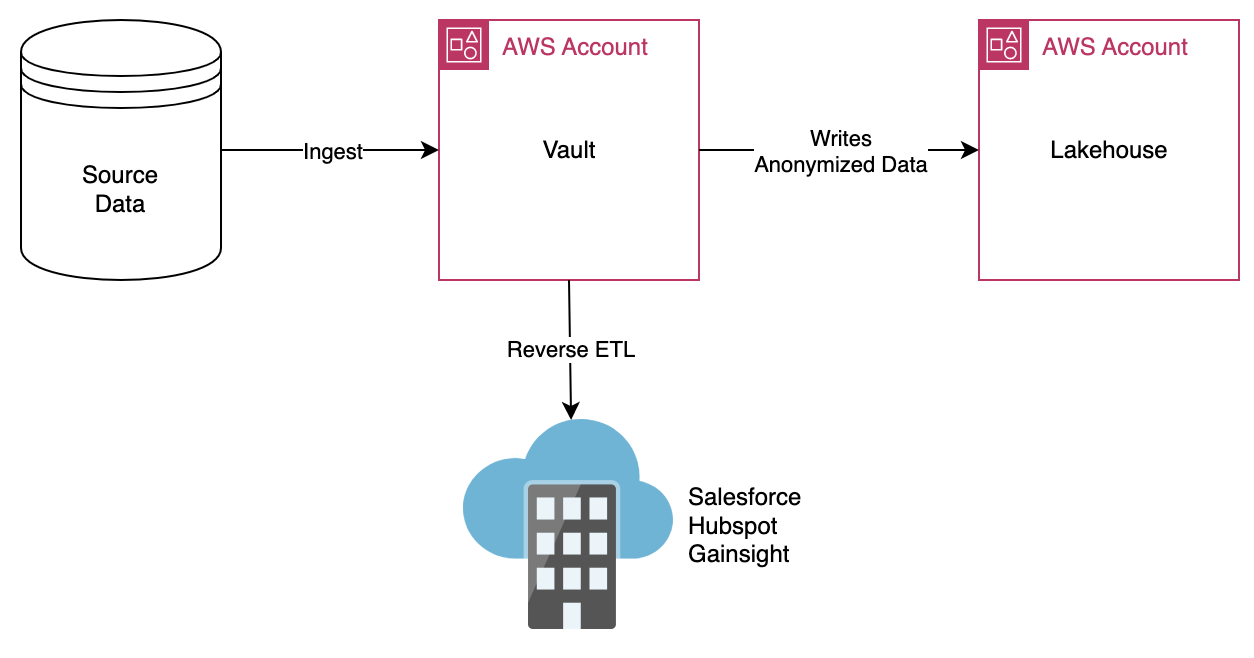 AWS Account
AWS Account
Source
Data
Ingest
Vault
Writes
Anonymized Data
Lakehouse
Reverse ETL
Salesforce
Hubspot
Gainsight